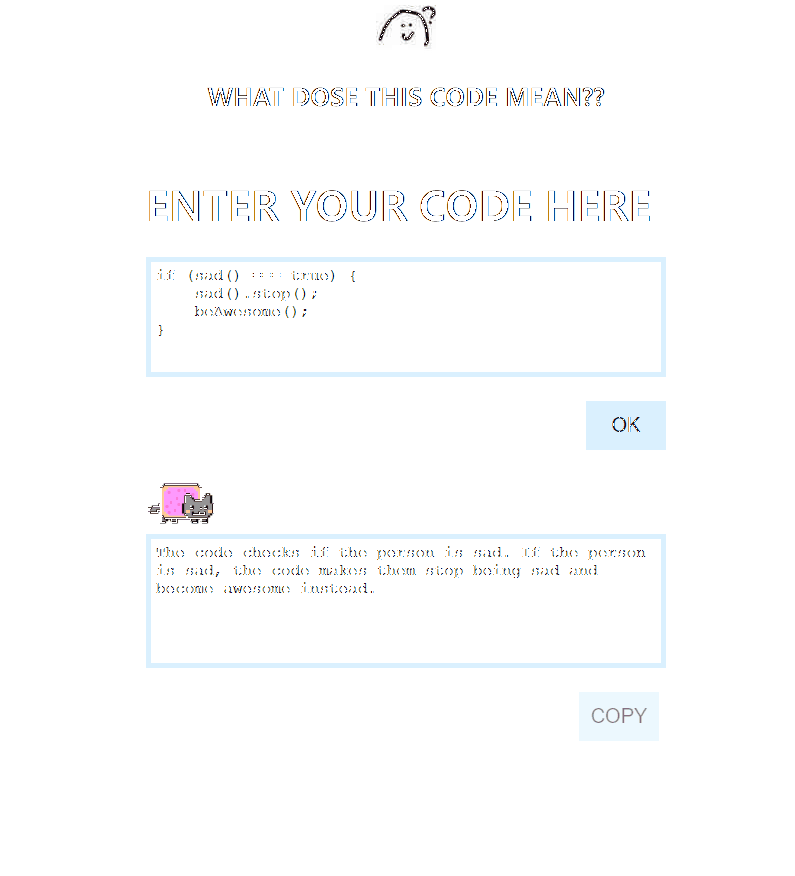 WHAT DOSE THIS CODE MEAN??
ENTER YOUR CODE HERE
if (sad() === true) {
    sad().stop();
    beAwesome();
}
OK
The code checks if the person is sad. If the person
is sad, the code makes them stop being sad and
become awesome instead.
COPY